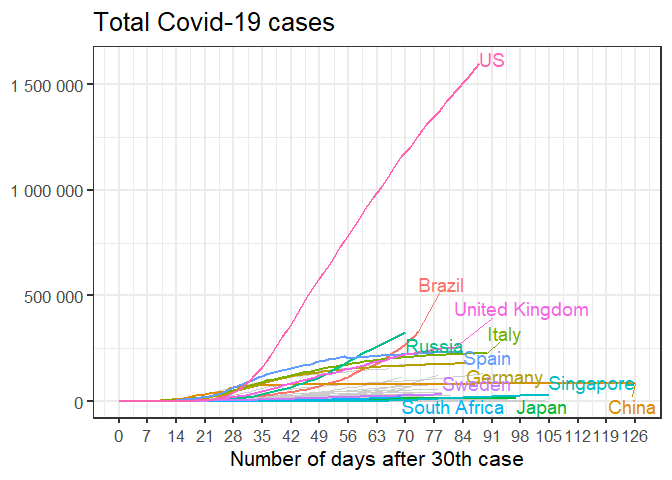 Total Covid-19 cases
US
1 500 000
1 000 000
500 000
0
Brazil
United Kingdom
Italy
Russia
Spain
Germany
Sweden
Singapore
South Africa
Japan
China
0 7 14 21 28 35 42 49 56 63 70 77 84 91 98 105 112 119 126
Number of days after 30th case